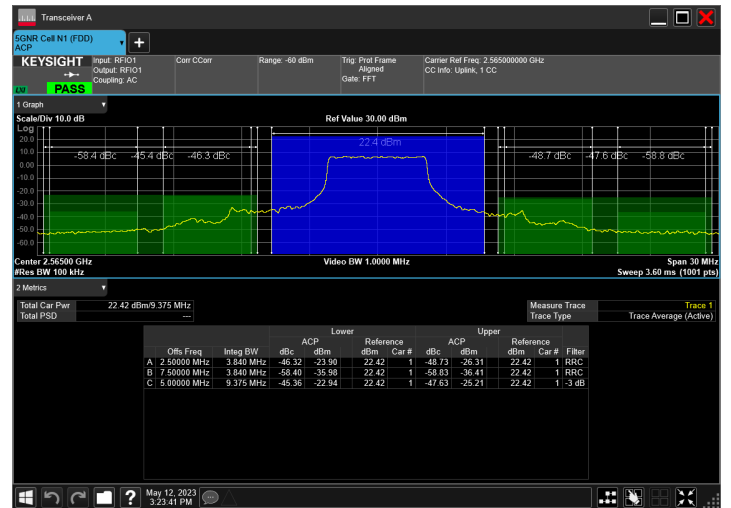 Transceiver A
5GNR Cell N1 (FDD)
ACP
KEYSIGHT
LXI
PASS
Input: RFIO1
Output: RFIO1
Coupling: AC
Corr CCorr
Range: -60 dBm
Trig: Prot Frame
Aligned
Gate: FFT
Carrier Ref Freq: 2.565000000 GHz
CC Info: Uplink, 1 CC
1 Graph
Scale/Div 10.0 dB
Ref Value 30.00 dBm
Log
20.0
10.0
0.00
-10.0
-20.0
-30.0
-40.0
-50.0
-60.0
-58.4 dBc
-45.4 dBc
-46.3 dBc
22.4 dBm
-48.7 dBc
-47.6 dBc
-58.8 dBc
Center 2.56500 GHz
Video BW 1.0000 MHz
Span 30 MHz
#Res BW 100 kHz
Sweep 3.60 ms (1001 pts)
2 Metrics
Total Car Pwr 22.42 dBm/9.375 MHz
Total PSD ---
Measure Trace Trace 1
Trace Type Trace Average (Active)
Lower Upper
ACP Reference ACP Reference
Offs Freq Integ BW dBc dBm dBm Car # dBc dBm dBm Car # Filter
A 2.50000 MHz 3.840 MHz -46.32 -23.90 22.42 1 -48.73 -26.31 22.42 1 RRC
B 7.50000 MHz 3.840 MHz -58.40 -35.98 22.42 1 -58.83 -36.41 22.42 1 RRC
C 5.00000 MHz 9.375 MHz -45.36 -22.94 22.42 1 -47.63 -25.21 22.42 1 -3 dB
May 12, 2023
3:23:41 PM